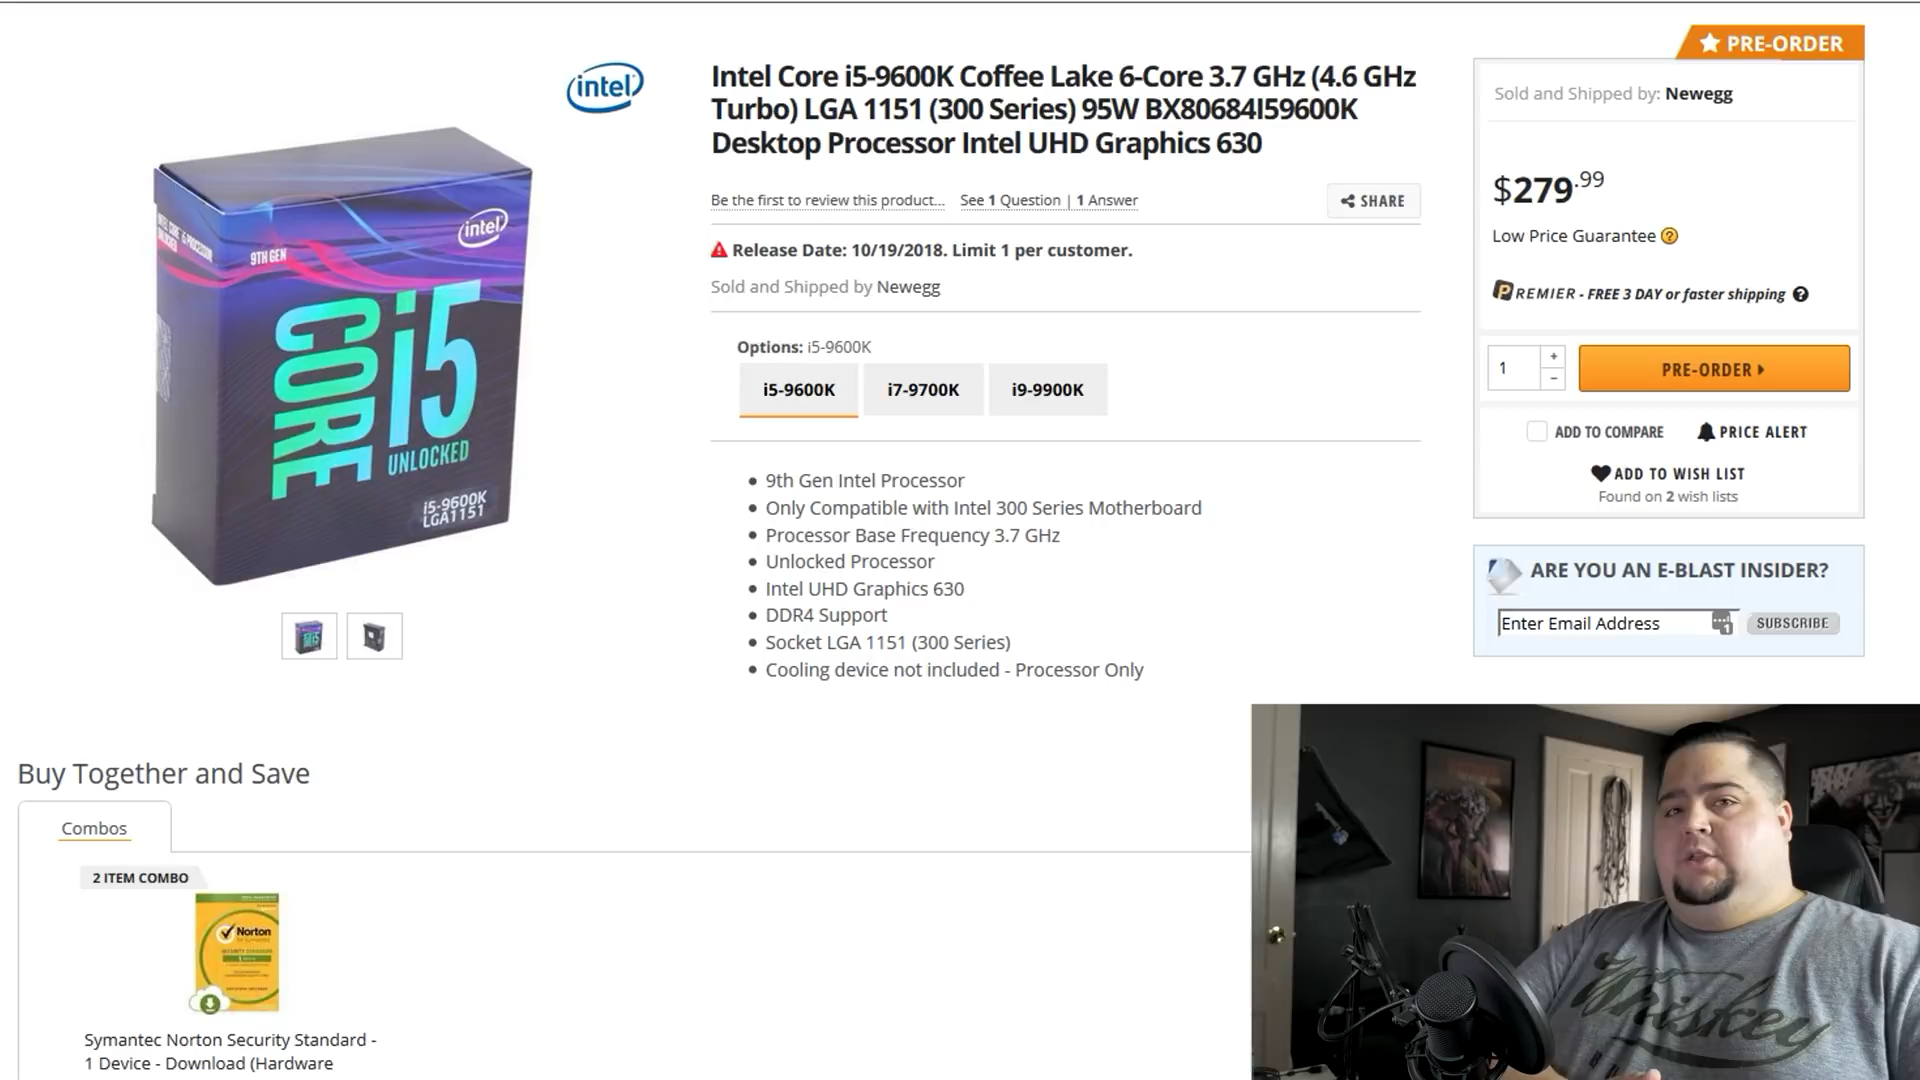 PRE-ORDER
intel
Intel Core i5-9600K Coffee Lake 6-Core 3.7 GHz (4.6 GHz
Turbo) LGA 1151 (300 Series) 95W BX80684I59600K
Desktop Processor Intel UHD Graphics 630
Be the first to review this product... See 1 Question | 1 Answer
SHARE
Release Date: 10/19/2018. Limit 1 per customer.
Sold and Shipped by Newegg
Options: i5-9600K
i5-9600K i7-9700K i9-9900K
9th Gen Intel Processor
Only Compatible with Intel 300 Series Motherboard
Processor Base Frequency 3.7 GHz
Unlocked Processor
Intel UHD Graphics 630
DDR4 Support
Socket LGA 1151 (300 Series)
Cooling device not included - Processor Only
Sold and Shipped by: Newegg
$279.99
Low Price Guarantee ?
PREMIER - FREE 3 DAY or faster shipping ?
1 + -
PRE-ORDER
ADD TO COMPARE PRICE ALERT
ADD TO WISH LIST
Found on 2 wish lists
ARE YOU AN E-BLAST INSIDER?
Enter Email Address SUBSCRIBE
intel
9TH GEN
CORE i5
UNLOCKED
i5-9600K
LGA1151
Buy Together and Save
Combos
2 ITEM COMBO
Norton
Symantec Norton Security Standard -
1 Device - Download (Hardware
Whiskey